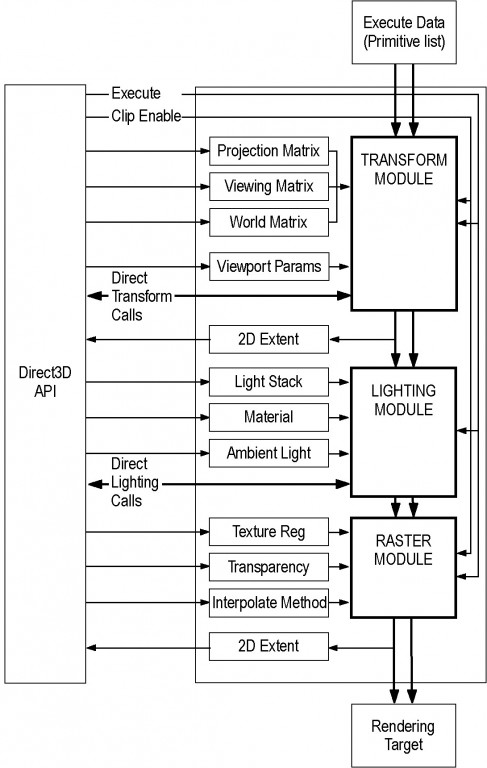 Execute Data
(Primitive list)
Execute
Clip Enable
Projection Matrix
TRANSFORM
MODULE
Viewing Matrix
World Matrix
Viewport Params
Direct
Transform
Calls
2D Extent
Direct3D
API
Light Stack
LIGHTING
MODULE
Material
Ambient Light
Direct
Lighting
Calls
Texture Reg
RASTER
MODULE
Transparency
Interpolate Method
2D Extent
Rendering
Target